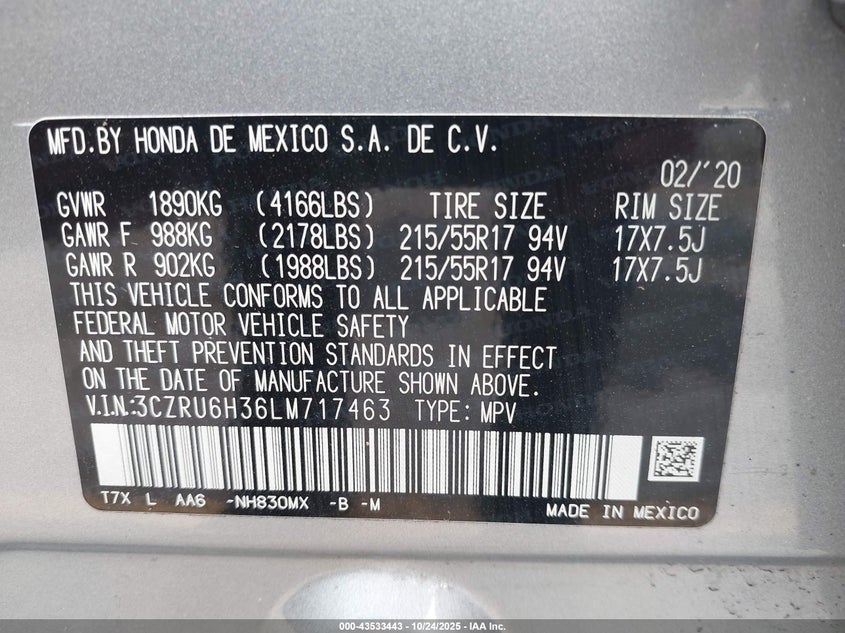 MFD.BY HONDA DE MEXICO S.A. DE C.V.
02/'20
GVWR 1890KG (4166LBS) TIRE SIZE RIM SIZE
GAWR F 988KG (2178LBS) 215/55R17 94V 17X7.5J
GAWR R 902KG (1988LBS) 215/55R17 94V 17X7.5J
THIS VEHICLE CONFORMS TO ALL APPLICABLE
FEDERAL MOTOR VEHICLE SAFETY
AND THEFT PREVENTION STANDARDS IN EFFECT
ON THE DATE OF MANUFACTURE SHOWN ABOVE.
V.I.N.:3CZRU6H36LM717463 TYPE: MPV
T7X L AA6 -NH830MX -B -M
MADE IN MEXICO
000-43533443 - 10/24/2025 - IAA Inc.